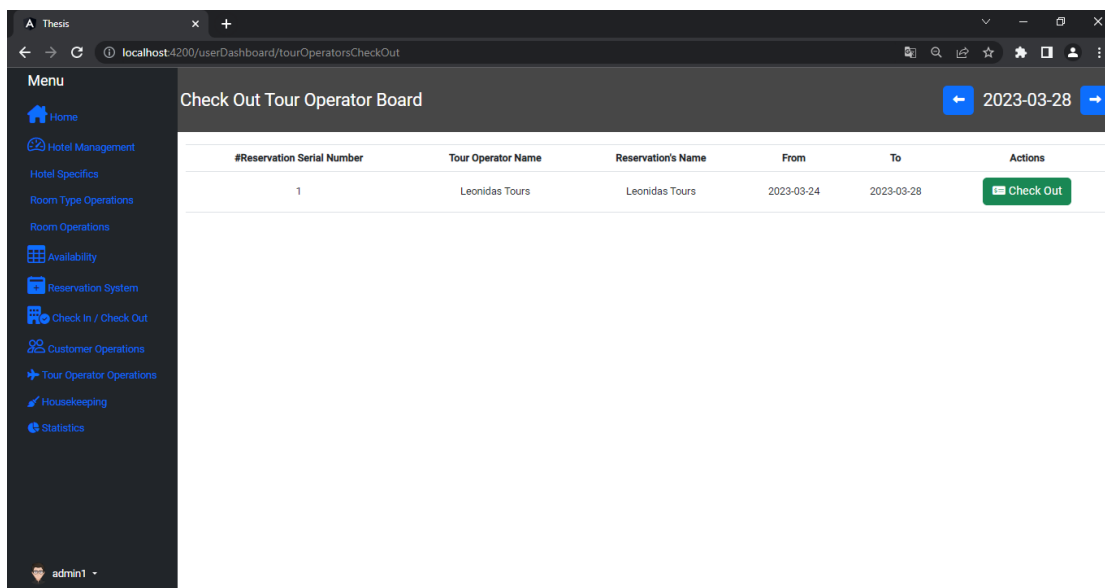 Thesis
localhost:4200/userDashboard/tourOperatorsCheckOut
Menu
Home
Hotel Management
Hotel Specifics
Room Type Operations
Room Operations
Availability
Reservation System
Check In / Check Out
Customer Operations
Tour Operator Operations
Housekeeping
Statistics
admin1
Check Out Tour Operator Board
2023-03-28
#Reservation Serial Number Tour Operator Name Reservation's Name From To Actions
1 Leonidas Tours Leonidas Tours 2023-03-24 2023-03-28 Check Out